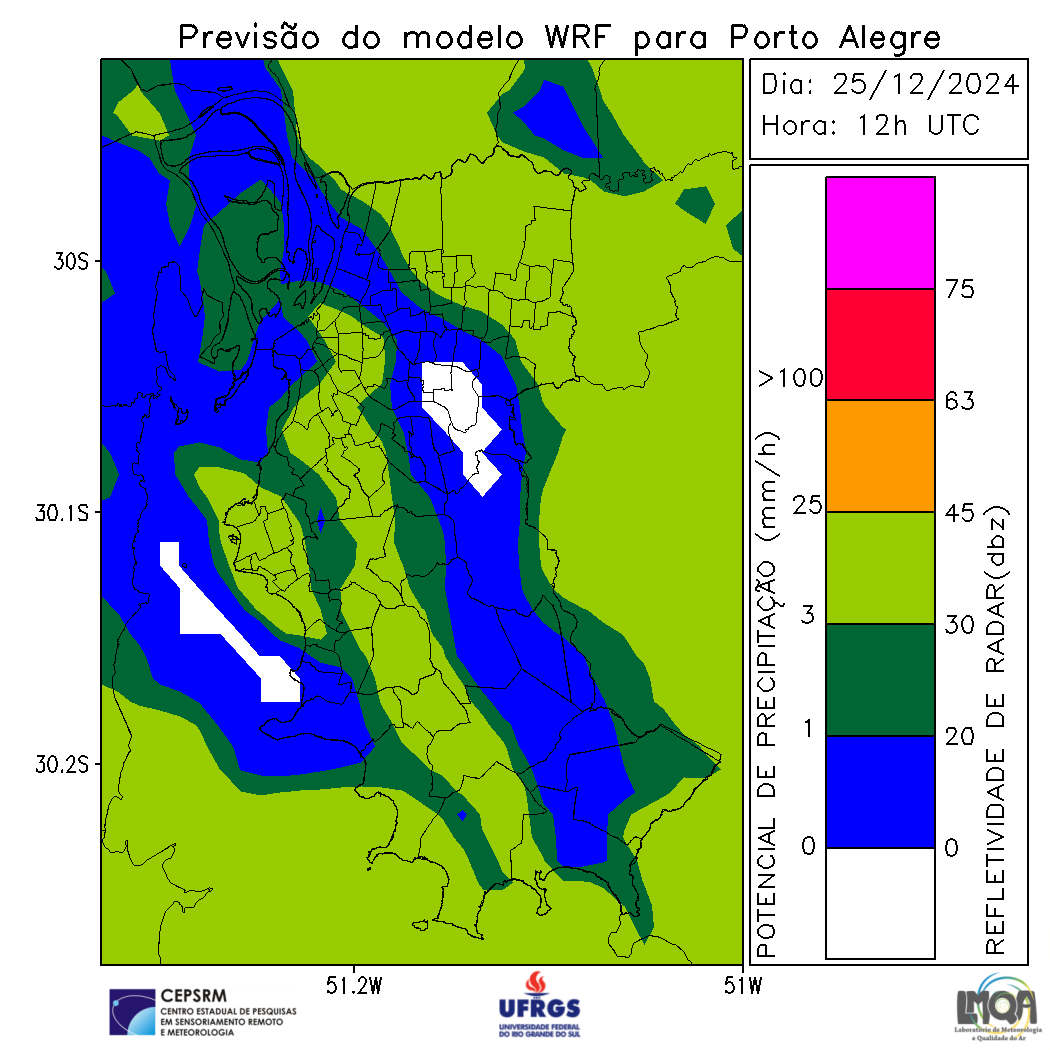 Previsão do modelo WRF para Porto Alegre
Dia: 25/12/2024
Hora: 12h UTC
30S
30.1S
30.2S
51.2W
51W
POTENCIAL DE PRECIPITAÇÃO (mm/h)
>100
25
3
1
0
75
63
45
30
20
0
REFLETIVIDADE DE RADAR(dbz)
CEPSRM
CENTRO ESTADUAL DE PESQUISAS
EM SENSORIAMENTO REMOTO
E METEOROLOGIA
UFRGS
UNIVERSIDADE FEDERAL
DO RIO GRANDE DO SUL
LMQA
Laboratório de Meteorologia
e Qualidade do Ar